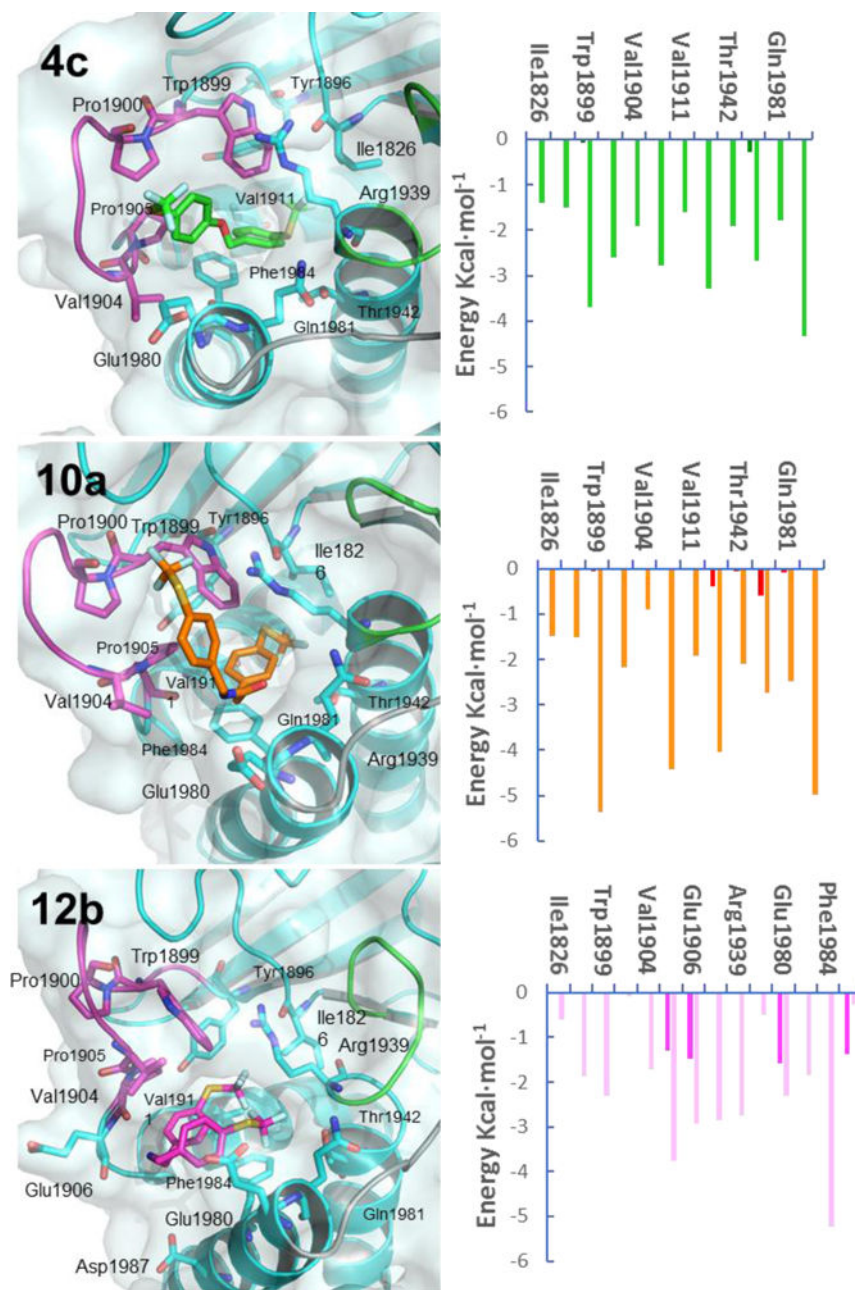 4c
Trp1899
Tyr1896
Pro1900
Ile1826
Pro1905
Val1911
Arg1939
Val1904
Phe1984
Thr1942
Gln1981
Glu1980
Energy Kcal·mol-1
Ile1826
Trp1899
Val1904
Val1911
Thr1942
Gln1981
0
-1
-2
-3
-4
-5
-6
10a
Pro1900
Trp1899
Tyr1896
Ile182
6
Pro1905
Val191
1
Val1904
Gln1981
Thr1942
Phe1984
Arg1939
Glu1980
Energy Kcal·mol-1
Ile1826
Trp1899
Val1904
Val1911
Thr1942
Gln1981
0
-1
-2
-3
-4
-5
-6
12b
Trp1899
Pro1900
Tyr1896
Ile182
6
Arg1939
Pro1905
Val1904
Val191
1
Thr1942
Glu1906
Phe1984
Glu1980
Gln1981
Asp1987
Energy Kcal·mol-1
Ile1826
Trp1899
Val1904
Glu1906
Arg1939
Glu1980
Phe1984
0
-1
-2
-3
-4
-5
-6